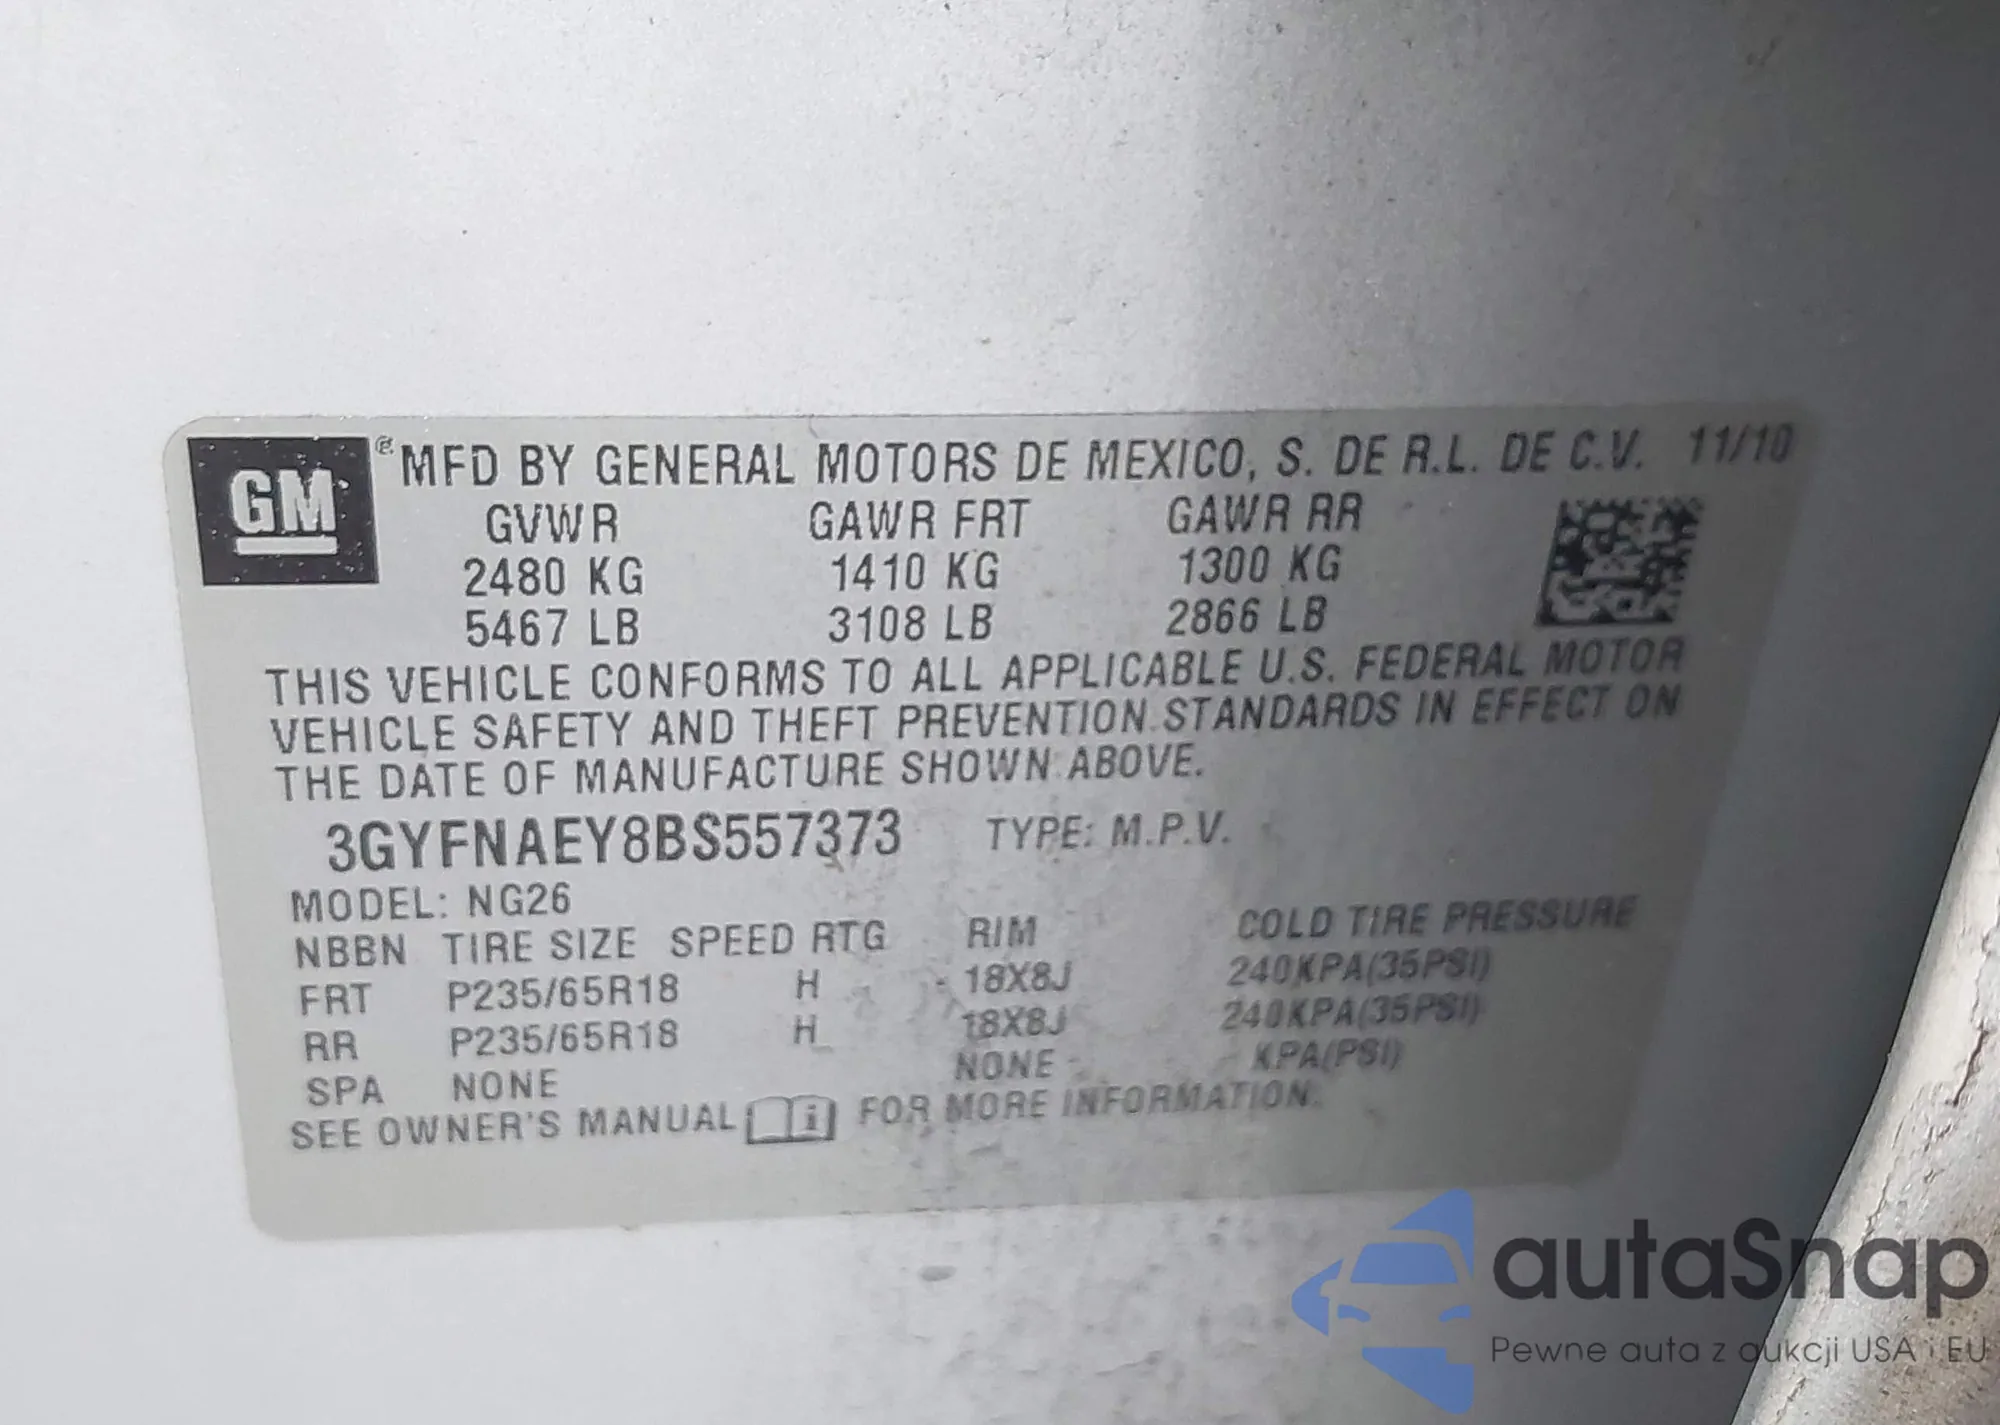 GM ® MFD BY GENERAL MOTORS DE MEXICO, S. DE R.L. DE C.V. 11/10
GVWR GAWR FRT GAWR RR
2480 KG 1410 KG 1300 KG
5467 LB 3108 LB 2866 LB
THIS VEHICLE CONFORMS TO ALL APPLICABLE U.S. FEDERAL MOTOR
VEHICLE SAFETY AND THEFT PREVENTION STANDARDS IN EFFECT ON
THE DATE OF MANUFACTURE SHOWN ABOVE.
3GYFNAEY8BS557373 TYPE: M.P.V.
MODEL: NG26
NBBN TIRE SIZE SPEED RTG RIM COLD TIRE PRESSURE
FRT P235/65R18 H 18X8J 240KPA(35PSI)
RR P235/65R18 H 18X8J 240KPA(35PSI)
SPA NONE NONE KPA(PSI)
SEE OWNER'S MANUAL i FOR MORE INFORMATION.
autaSnap
Pewne auta z aukcji USA i EU